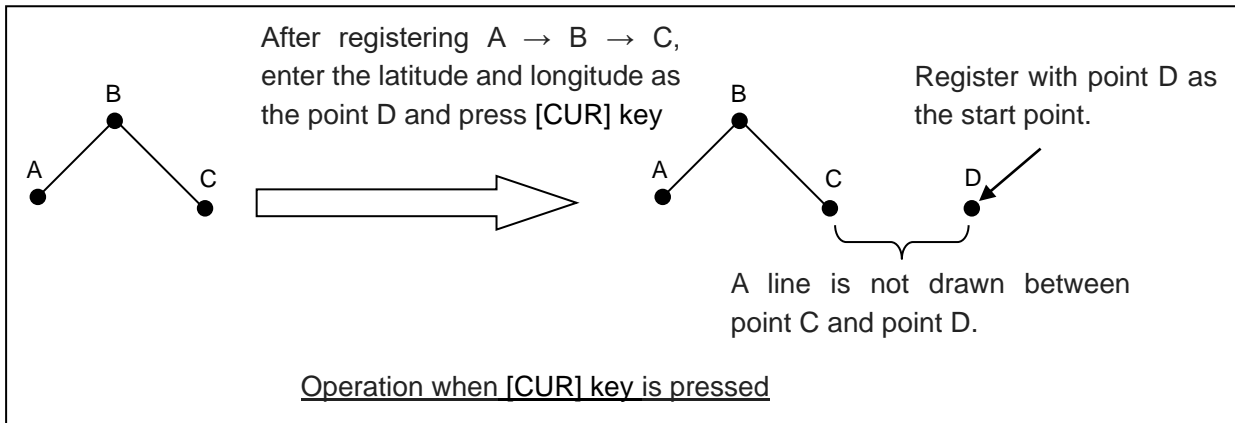 After registering A → B → C,
enter the latitude and longitude as
the point D and press [CUR] key
B
A
C
Register with point D as
the start point.
B
A
C
D
A line is not drawn between
point C and point D.
Operation when [CUR] key is pressed